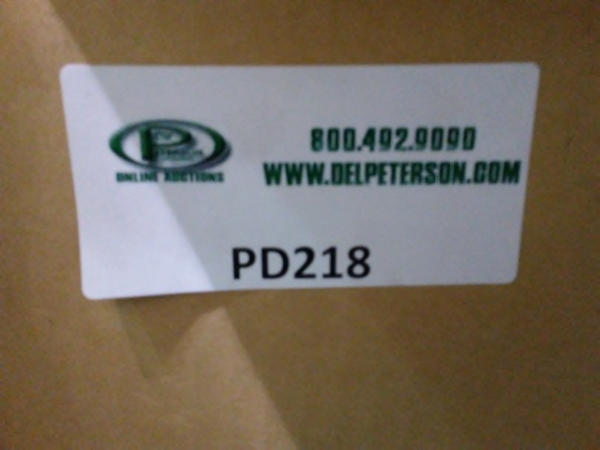 800.492.9090
WWW.DELPETERSON.COM
ONLINE AUCTIONS
PD218